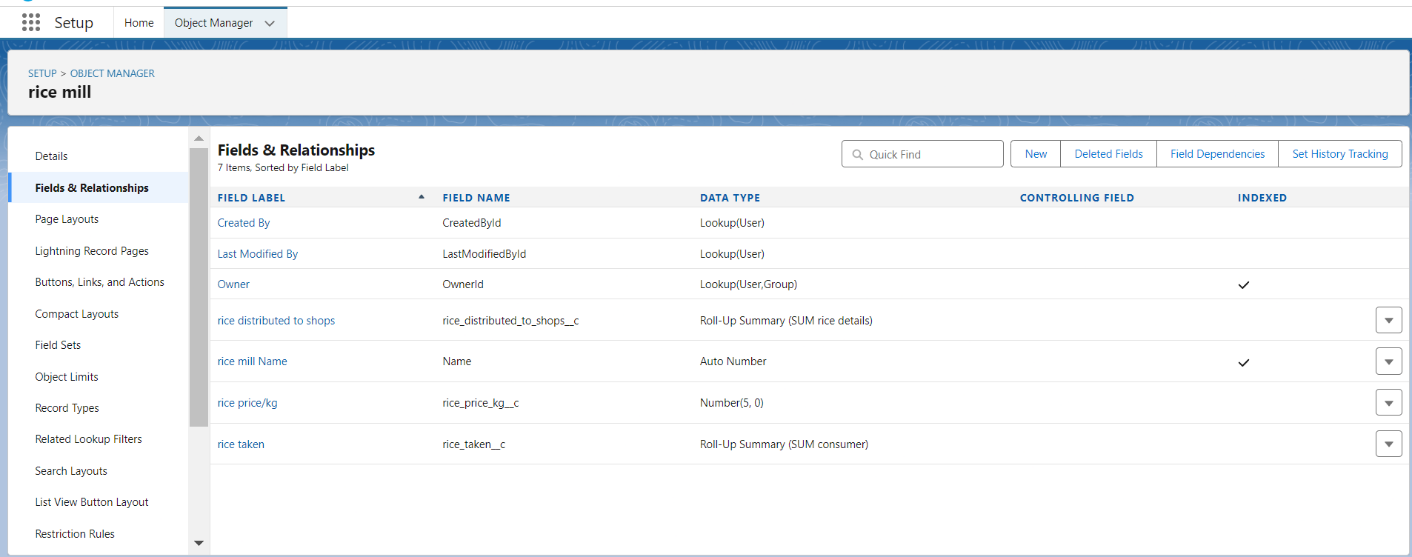 Setup Home Object Manager
SETUP > OBJECT MANAGER
rice mill
Details
Fields & Relationships
Page Layouts
Lightning Record Pages
Buttons, Links, and Actions
Compact Layouts
Field Sets
Object Limits
Record Types
Related Lookup Filters
Search Layouts
List View Button Layout
Restriction Rules
Fields & Relationships
7 Items, Sorted by Field Label
Quick Find New Deleted Fields Field Dependencies Set History Tracking
FIELD LABEL FIELD NAME DATA TYPE CONTROLLING FIELD INDEXED
Created By CreatedById Lookup(User)
Last Modified By LastModifiedById Lookup(User)
Owner OwnerId Lookup(User,Group)
rice distributed to shops rice_distributed_to_shops__c Roll-Up Summary (SUM rice details)
rice mill Name Name Auto Number
rice price/kg rice_price_kg__c Number(5, 0)
rice taken rice_taken__c Roll-Up Summary (SUM consumer)